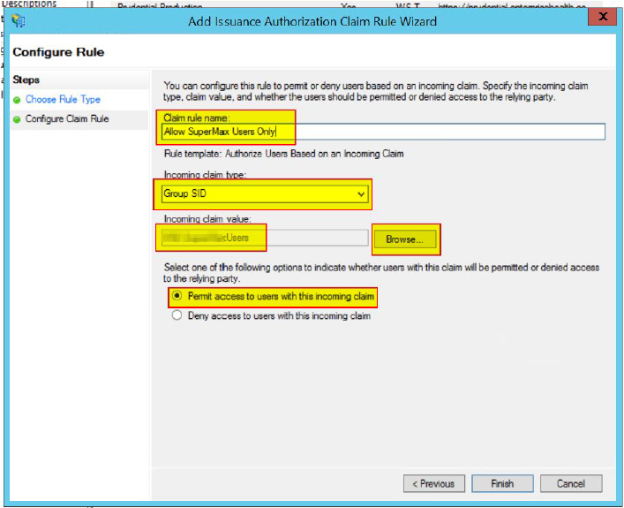 Descriptions
Add Issuance Authorization Claim Rule Wizard
X
Configure Rule
Steps
Choose Rule Type
Configure Claim Rule
You can configure this rule to permit or deny users based on an incoming claim. Specify the incoming claim
type, claim value, and whether the users should be permitted or denied access to the relying party.
Claim rule name:
Allow SuperMax Users Only
Rule template: Authorize Users Based on an Incoming Claim
Incoming claim type:
Group SID
Incoming claim value:
Browse...
Select one of the following options to indicate whether users with this claim will be permitted or denied access
to the relying party.
Permit access to users with this incoming claim
Deny access to users with this incoming claim
< Previous
Finish
Cancel